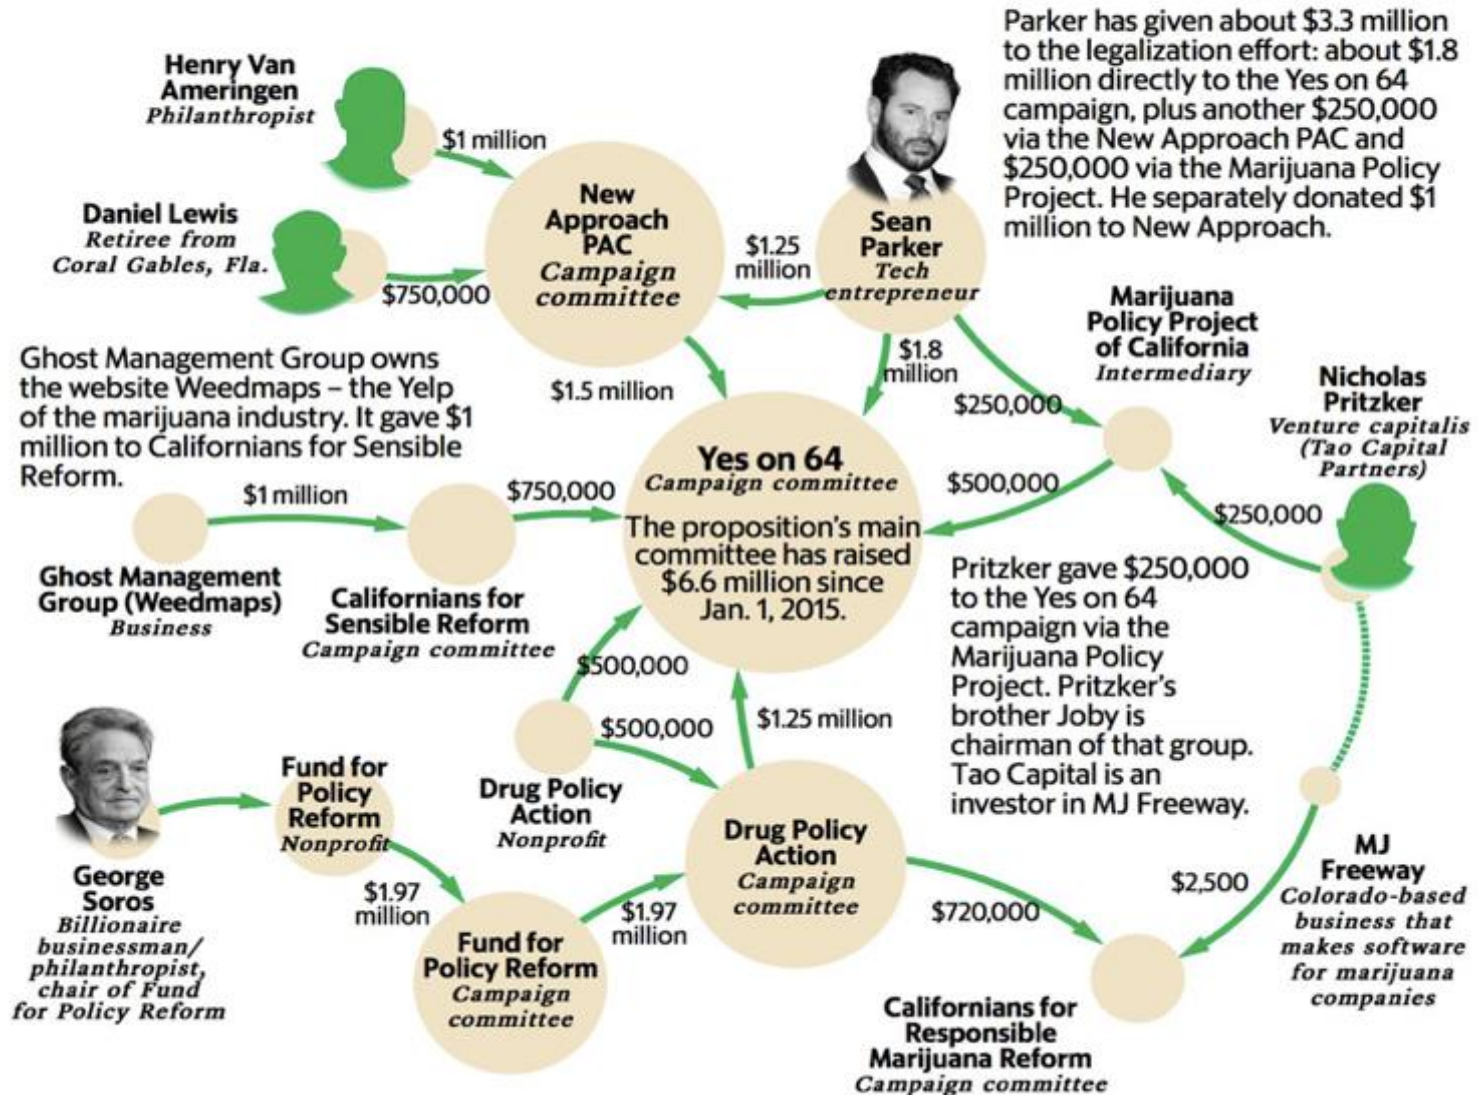 Parker has given about $3.3 million
to the legalization effort: about $1.8
million directly to the Yes on 64
campaign, plus another $250,000
via the New Approach PAC and
$250,000 via the Marijuana Policy
Project. He separately donated $1
million to New Approach.
Henry Van
Ameringen
Philanthropist
$1 million
Daniel Lewis
Retiree from
Coral Gables, Fla.
$750,000
New
Approach
PAC
Campaign
committee
$1.25
million
Sean
Parker
Tech
entrepreneur
Marijuana
Policy Project
of California
Intermediary
Nicholas
Pritzker
Venture capitalis
(Tao Capital
Partners)
Ghost Management Group owns
the website Weedmaps – the Yelp
of the marijuana industry. It gave $1
million to Californians for Sensible
Reform.
$1.5 million
$1.8
million
$250,000
$1 million
$750,000
Yes on 64
Campaign committee
The proposition's main
committee has raised
$6.6 million since
Jan. 1, 2015.
$500,000
$250,000
Ghost Management
Group (Weedmaps)
Business
Californians for
Sensible Reform
Campaign committee
Pritzker gave $250,000
to the Yes on 64
campaign via the
Marijuana Policy
Project. Pritzker's
brother Joby is
chairman of that group.
Tao Capital is an
investor in MJ Freeway.
$500,000
$500,000
$1.25 million
Drug Policy
Action
Nonprofit
Fund for
Policy
Reform
Nonprofit
George
Soros
Billionaire
businessman/
philanthropist,
chair of Fund
for Policy Reform
$1.97
million
Fund for
Policy Reform
Campaign
committee
$1.97
million
Drug Policy
Action
Campaign
committee
$720,000
$2,500
MJ
Freeway
Colorado-based
business that
makes software
for marijuana
companies
Californians for
Responsible
Marijuana Reform
Campaign committee